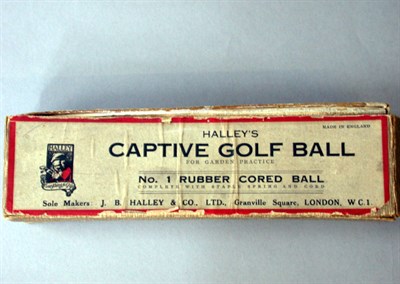 MADE IN ENGLAND
HALLEY'S
HALLEY
CAPTIVE GOLF BALL
FOR GARDEN PRACTICE
No. 1 RUBBER CORED BALL
COMPLETE WITH STAPLE SPRING AND CORD
Sole Makers J. B. HALLEY & CO., LTD., Granville Square, LONDON, W C 1